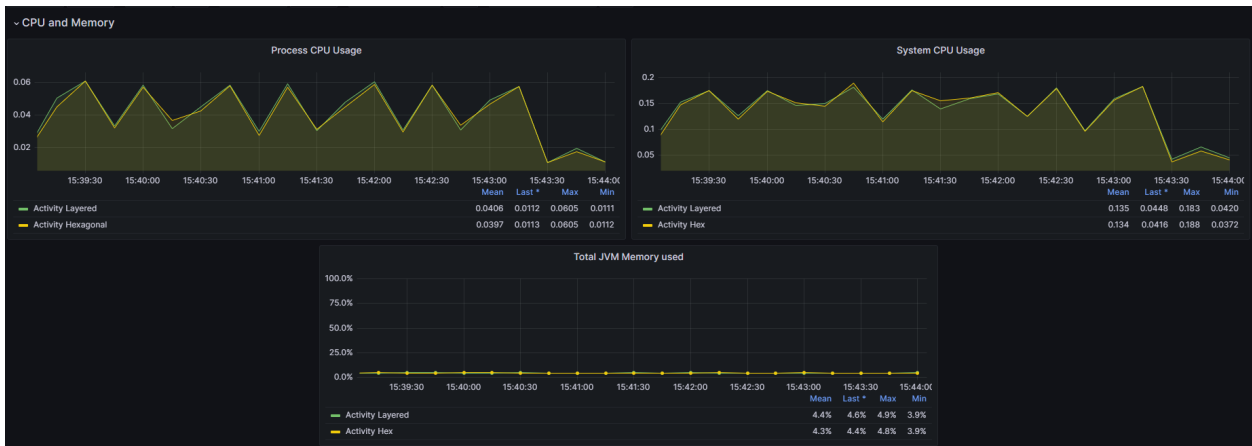 CPU and Memory
Process CPU Usage
0.06
0.04
0.02
15:39:30 15:40:00 15:40:30 15:41:00 15:41:30 15:42:00 15:42:30 15:43:00 15:43:30 15:44:00
Mean Last * Max Min
Activity Layered 0.0406 0.0112 0.0605 0.0111
Activity Hexagonal 0.0397 0.0113 0.0605 0.0112
System CPU Usage
0.2
0.15
0.1
0.05
15:39:30 15:40:00 15:40:30 15:41:00 15:41:30 15:42:00 15:42:30 15:43:00 15:43:30 15:44:00
Mean Last * Max Min
Activity Layered 0.135 0.0448 0.183 0.0420
Activity Hex 0.134 0.0416 0.188 0.0372
Total JVM Memory used
100.0%
75.0%
50.0%
25.0%
0.0%
15:39:30 15:40:00 15:40:30 15:41:00 15:41:30 15:42:00 15:42:30 15:43:00 15:43:30 15:44:00
Mean Last * Max Min
Activity Layered 4.4% 4.6% 4.9% 3.9%
Activity Hex 4.3% 4.4% 4.8% 3.9%